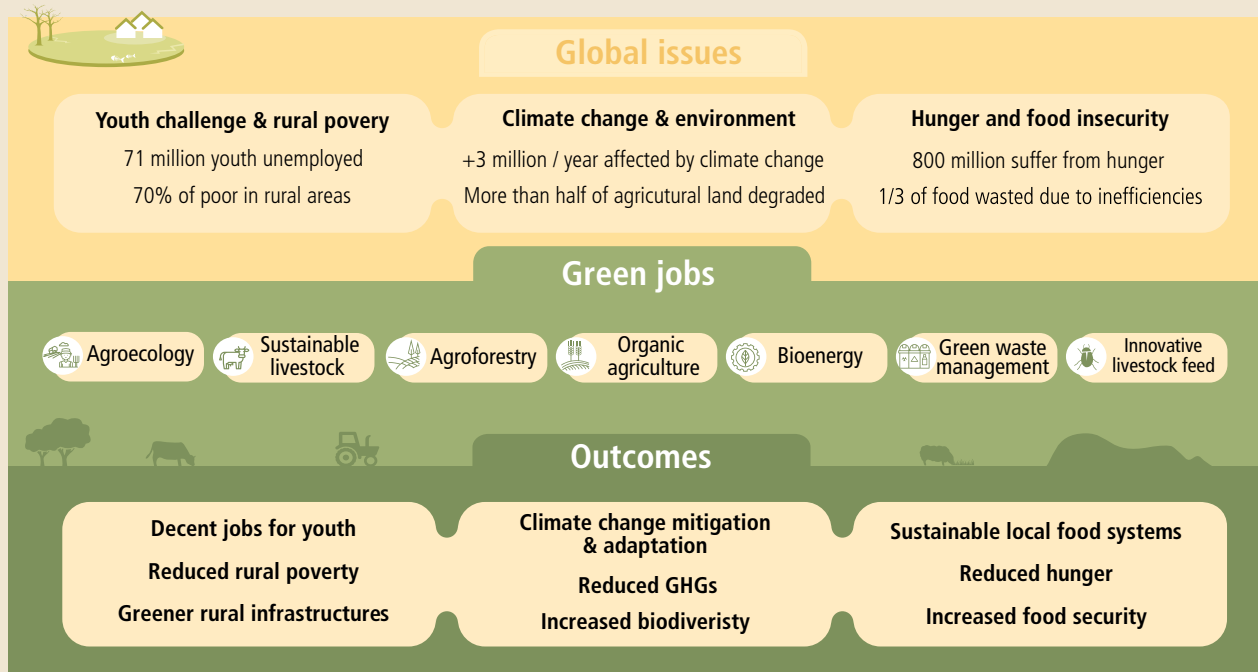 Global issues
Youth challenge & rural povery
71 million youth unemployed
70% of poor in rural areas
Climate change & environment
+3 million / year affected by climate change
More than half of agricutural land degraded
Hunger and food insecurity
800 million suffer from hunger
1/3 of food wasted due to inefficiencies
Green jobs
Agroecology
Sustainable
livestock
Agroforestry
Organic
agriculture
Bioenergy
Green waste
management
Innovative
livestock feed
Outcomes
Decent jobs for youth
Reduced rural poverty
Greener rural infrastructures
Climate change mitigation
& adaptation
Reduced GHGs
Increased biodiveristy
Sustainable local food systems
Reduced hunger
Increased food security